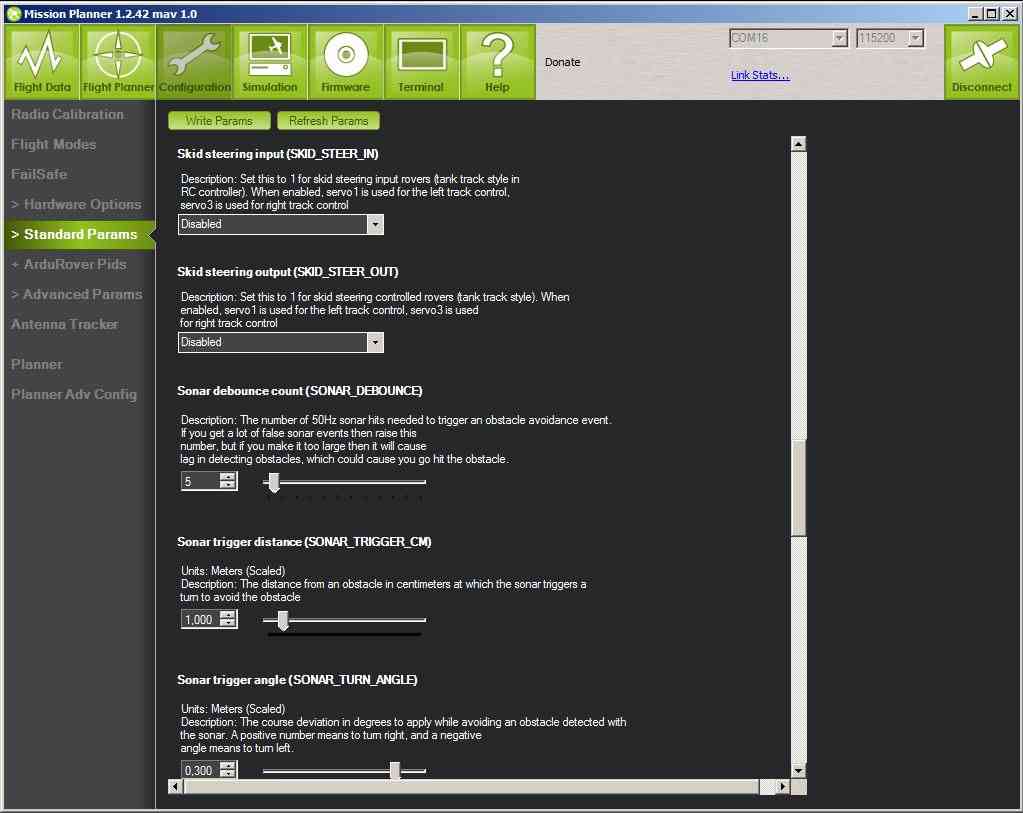 Mission Planner 1.2.42 mav 1.0
Flight Data
Flight Planner
Configuration
Simulation
Firmware
Terminal
Help
Donate
COM16
115200
Link Stats...
Disconnect
Radio Calibration
Flight Modes
FailSafe
> Hardware Options
> Standard Params
+ ArduRover Pids
> Advanced Params
Antenna Tracker
Planner
Planner Adv Config
Write Params
Refresh Params
Skid steering input (SKID_STEER_IN)
Description: Set this to 1 for skid steering input rovers (tank track style in
RC controller). When enabled, servo1 is used for the left track control,
servo3 is used for right track control
Disabled
Skid steering output (SKID_STEER_OUT)
Description: Set this to 1 for skid steering controlled rovers (tank track style). When
enabled, servo1 is used for the left track control, servo3 is used
for right track control
Disabled
Sonar debounce count (SONAR_DEBOUNCE)
Description: The number of 50Hz sonar hits needed to trigger an obstacle avoidance event.
If you get a lot of false sonar events then raise this
number, but if you make it too large then it will cause
lag in detecting obstacles, which could cause you go hit the obstacle.
5
Sonar trigger distance (SONAR_TRIGGER_CM)
Units: Meters (Scaled)
Description: The distance from an obstacle in centimeters at which the sonar triggers a
turn to avoid the obstacle
1,000
Sonar trigger angle (SONAR_TURN_ANGLE)
Units: Meters (Scaled)
Description: The course deviation in degrees to apply while avoiding an obstacle detected with
the sonar. A positive number means to turn right, and a negative
angle means to turn left.
0,300